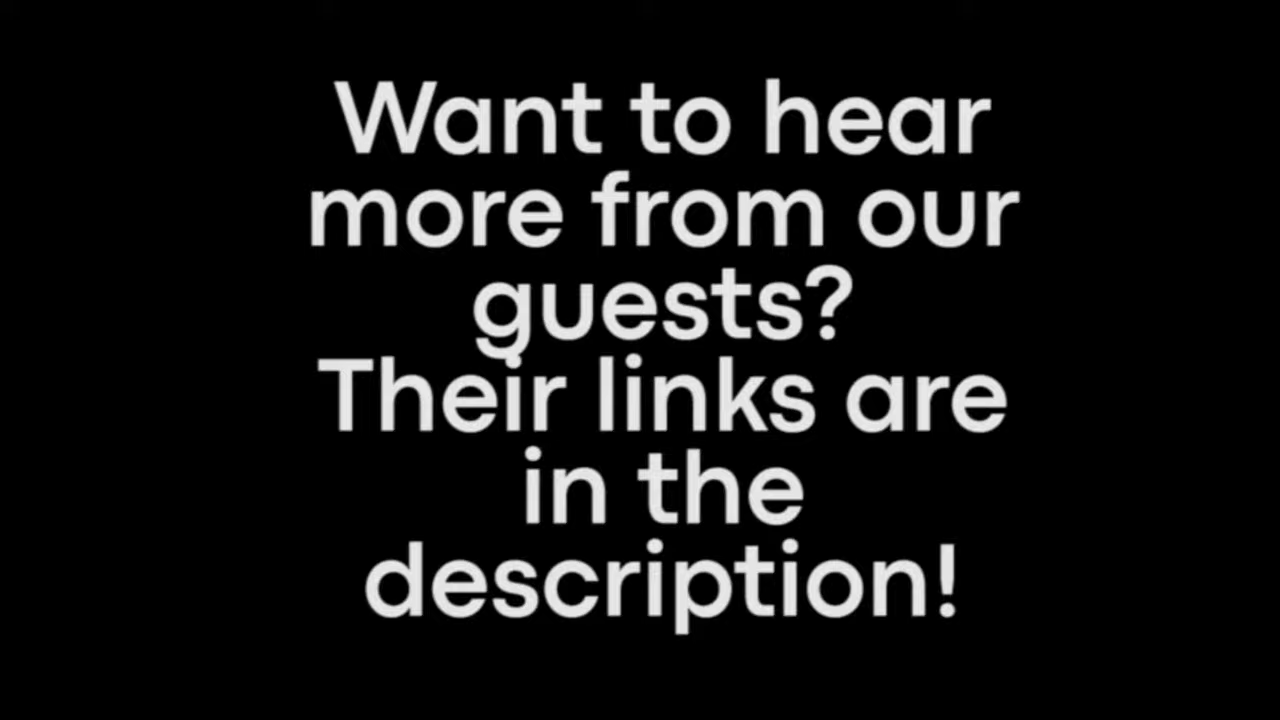 Want to hear
more from our
guests?
Their links are
in the
description!